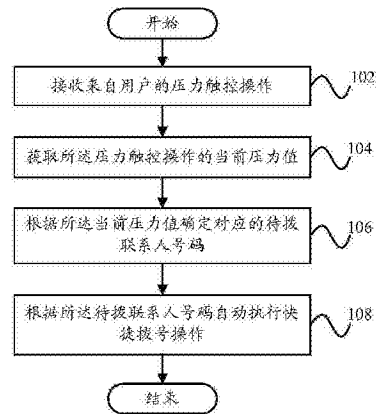 开始
接收来自用户的压力触控操作
102
获取所述压力触控操作的当前压力值
104
根据所述当前压力值确定对应的待拨
联系人号码
106
根据所述待拨联系人号码自动执行快
捷拨号操作
108
结束